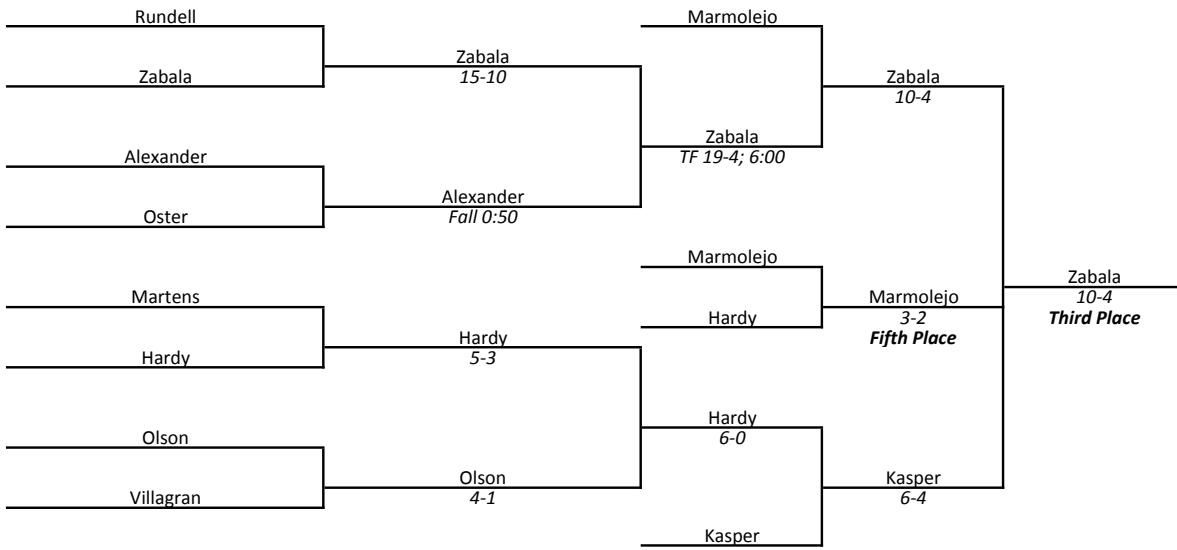 Rundell
Marmolejo
Zabala
15-10
Zabala
Zabala
10-4
Alexander
Zabala
TF 19-4; 6:00
Alexander
Fall 0:50
Oster
Marmolejo
Zabala
10-4
Third Place
Martens
Marmolejo
3-2
Fifth Place
Hardy
Hardy
5-3
Hardy
Hardy
6-0
Olson
Olson
4-1
Kasper
6-4
Villagran
Kasper